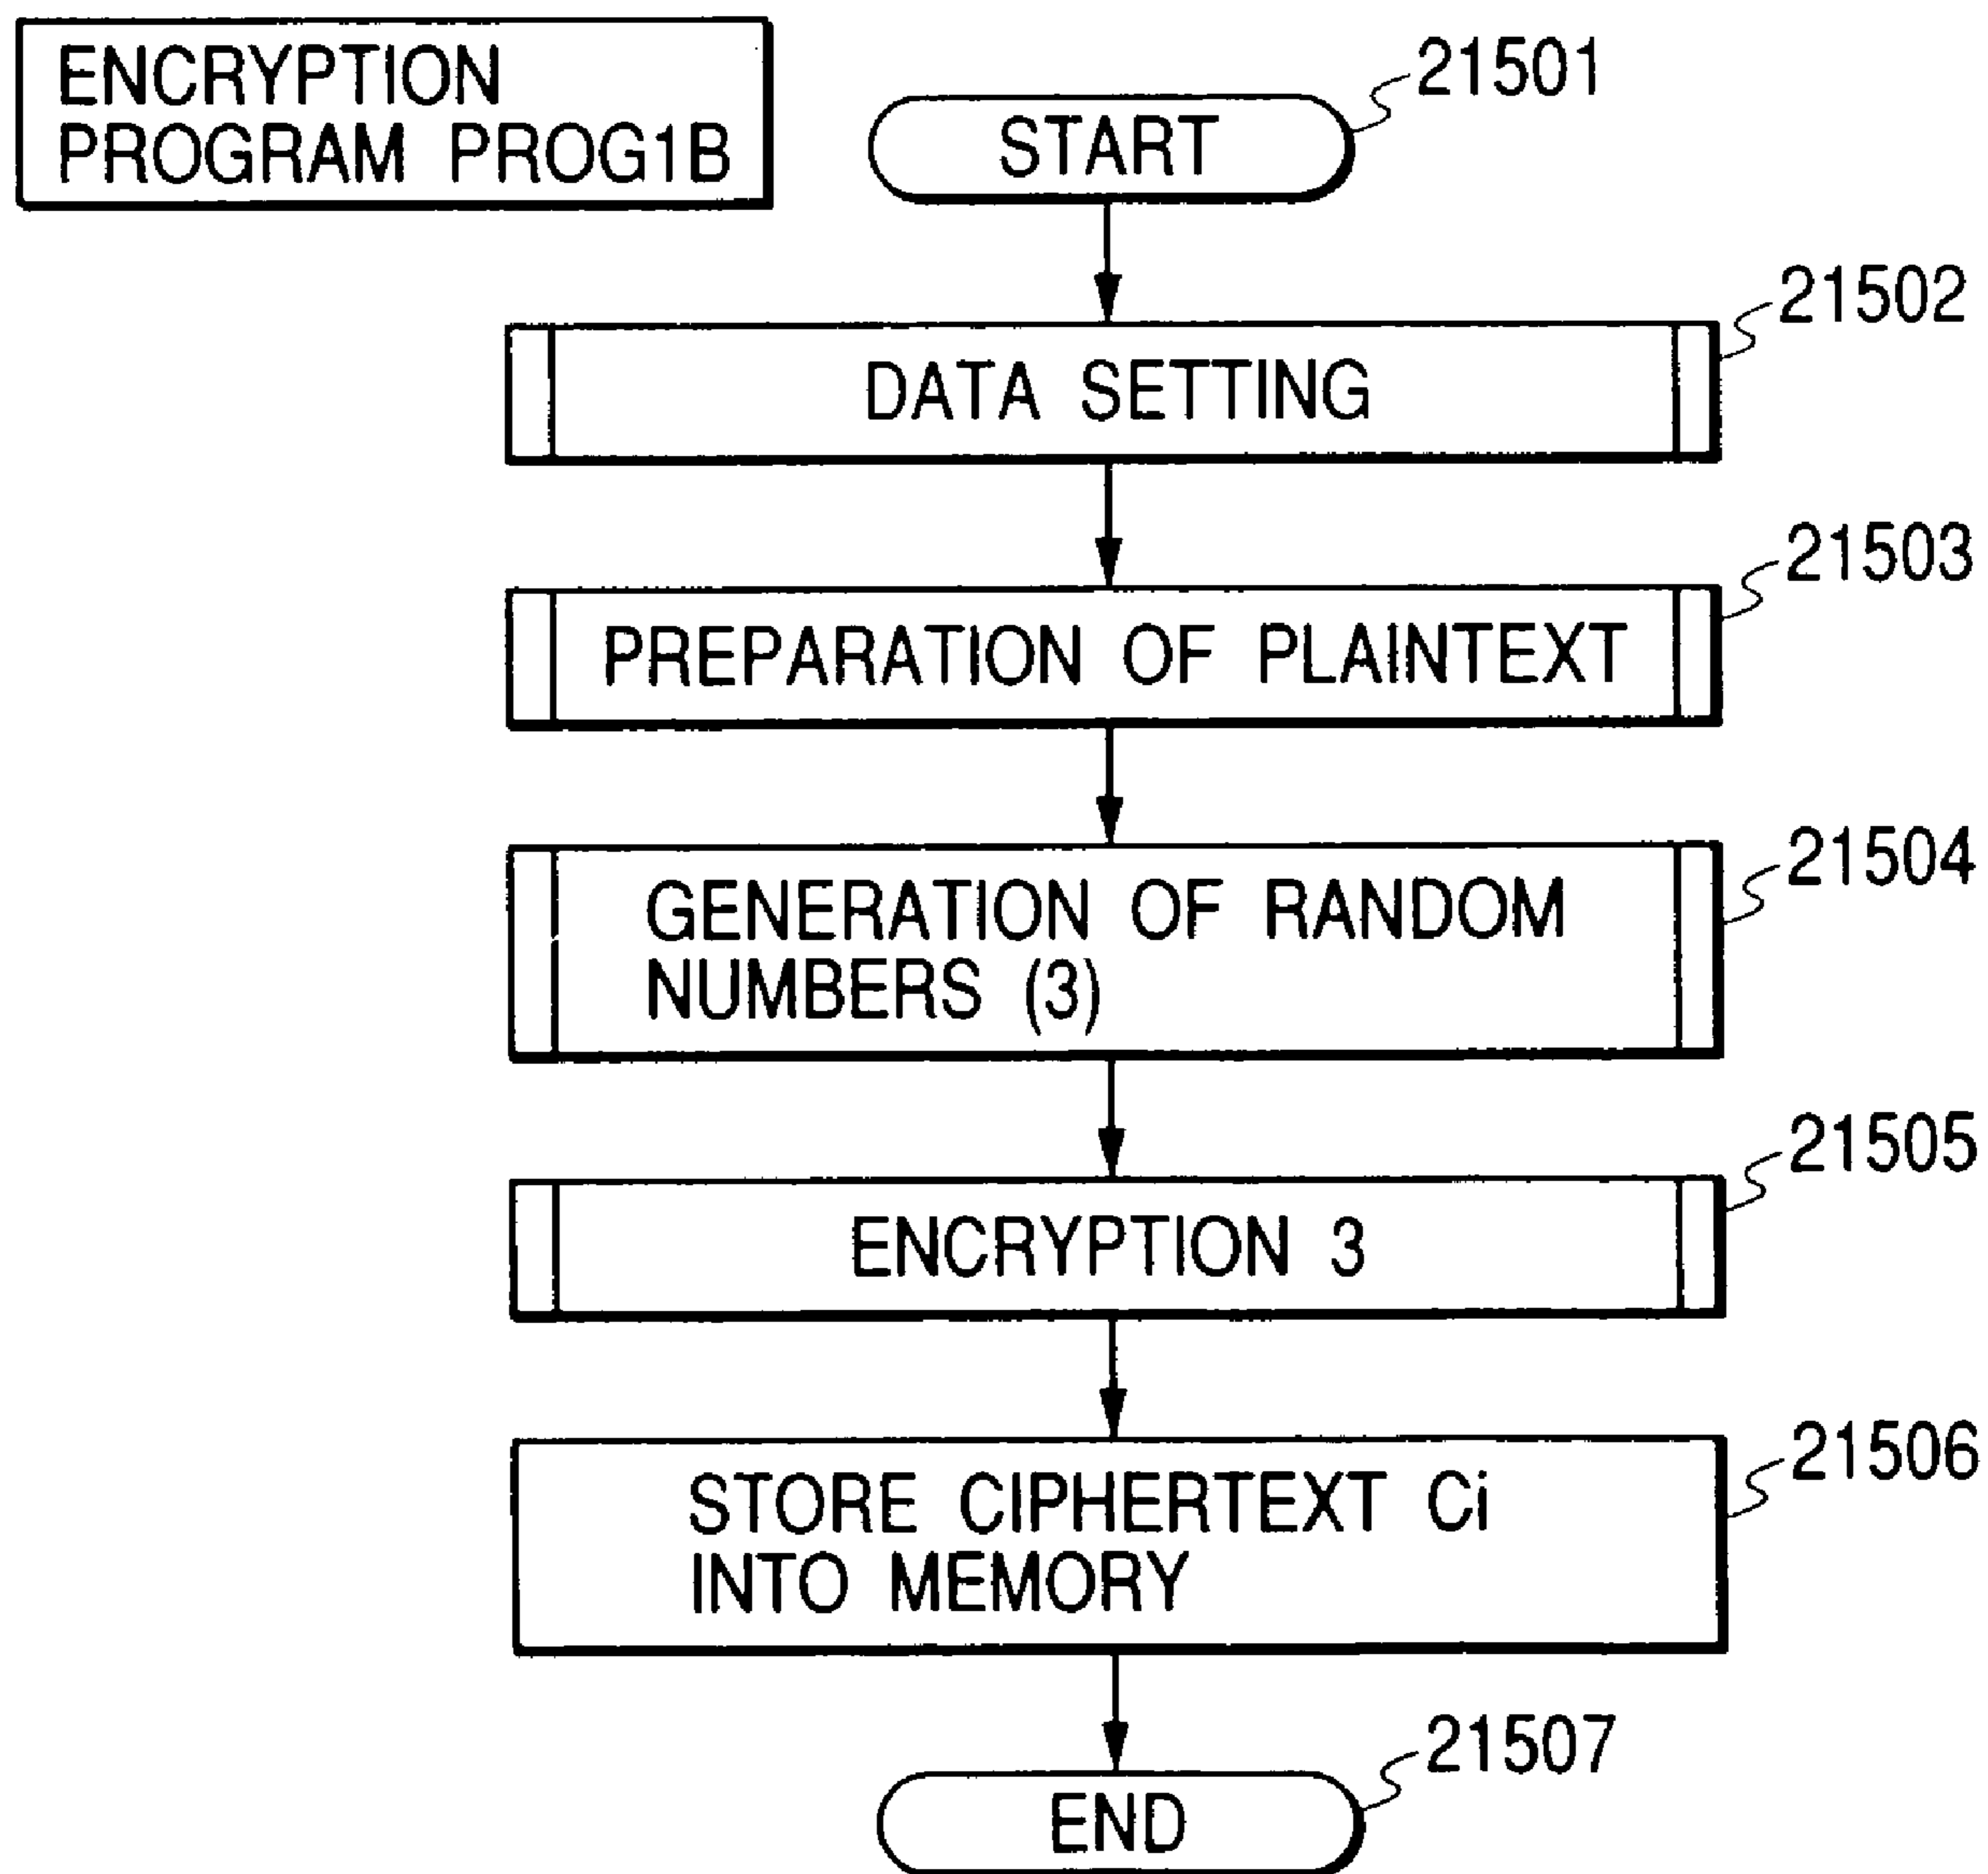 ENCRYPTION
PROGRAM PROG1B
START
21501
DATA SETTING
21502
PREPARATION OF PLAINTEXT
21503
GENERATION OF RANDOM
NUMBERS (3)
21504
ENCRYPTION 3
21505
STORE CIPHERTEXT Ci
INTO MEMORY
21506
END
21507